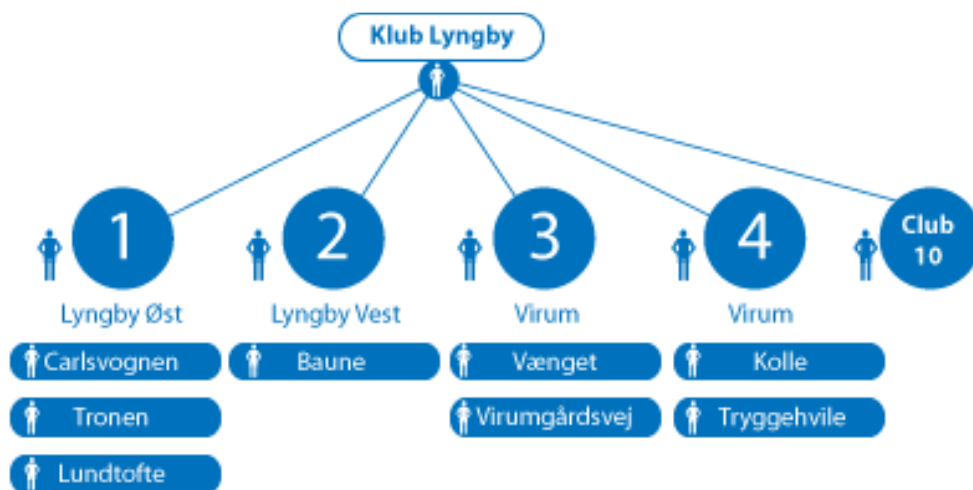 Klub Lyngby
1
2
3
4
Club
10
Lyngby Øst
Lyngby Vest
Virum
Virum
Carlsvognen
Baune
Vænget
Kolle
Tronen
Virumgårdsvej
Tryggehvile
Lundtofte